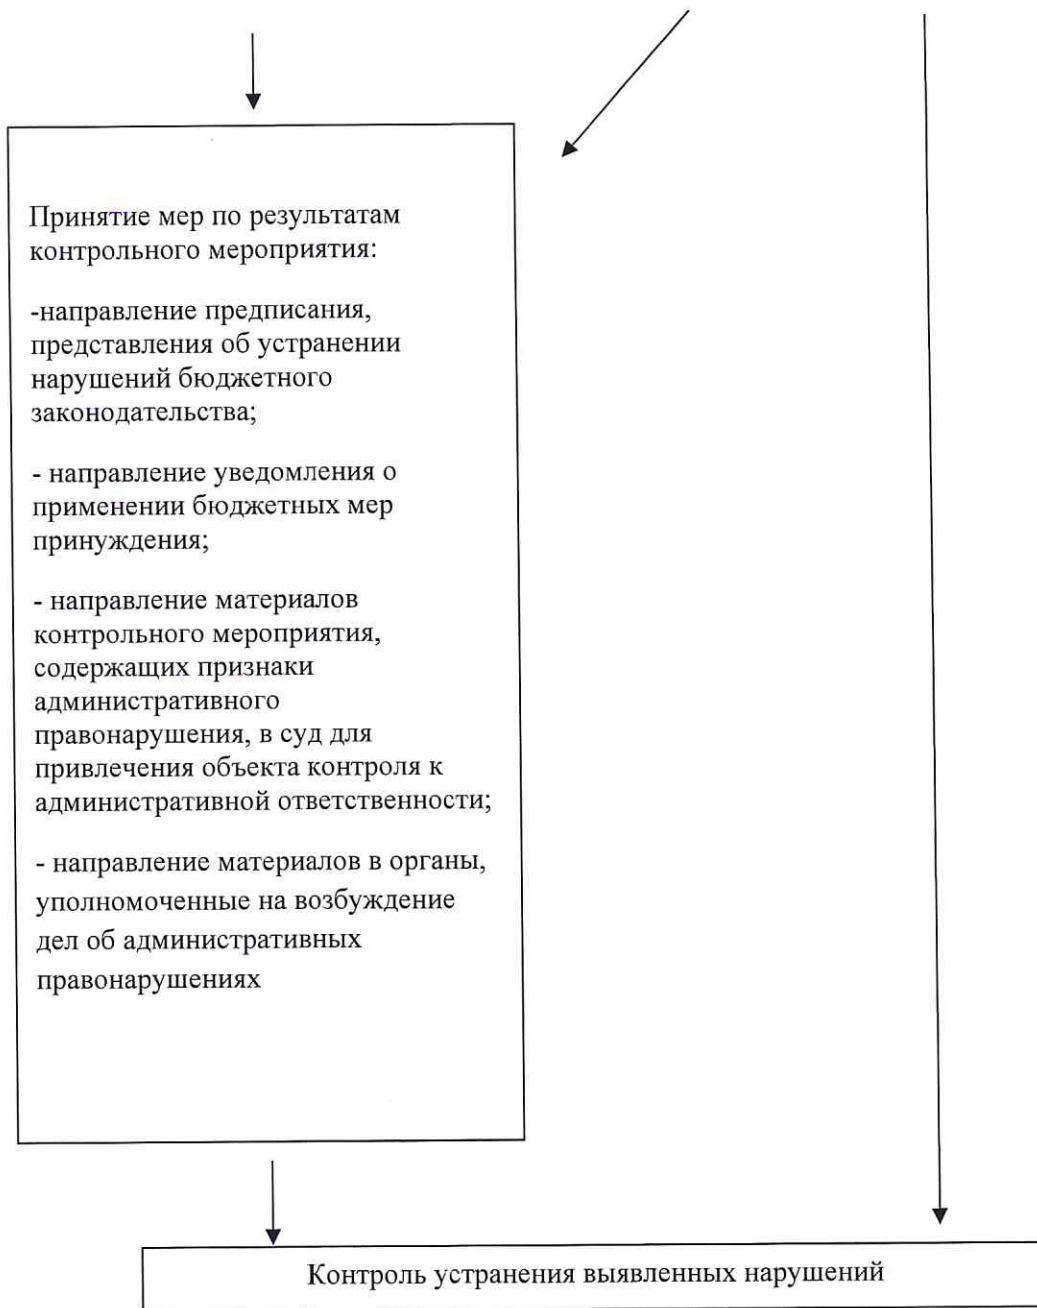 Принятие мер по результатам
контрольного мероприятия:
-направление предписания,
представления об устранении
нарушений бюджетного
законодательства;
- направление уведомления о
применении бюджетных мер
принуждения;
- направление материалов
контрольного мероприятия,
содержащих признаки
административного
правонарушения, в суд для
привлечения объекта контроля к
административной ответственности;
- направление материалов в органы,
уполномоченные на возбуждение
дел об административных
правонарушениях
Контроль устранения выявленных нарушений